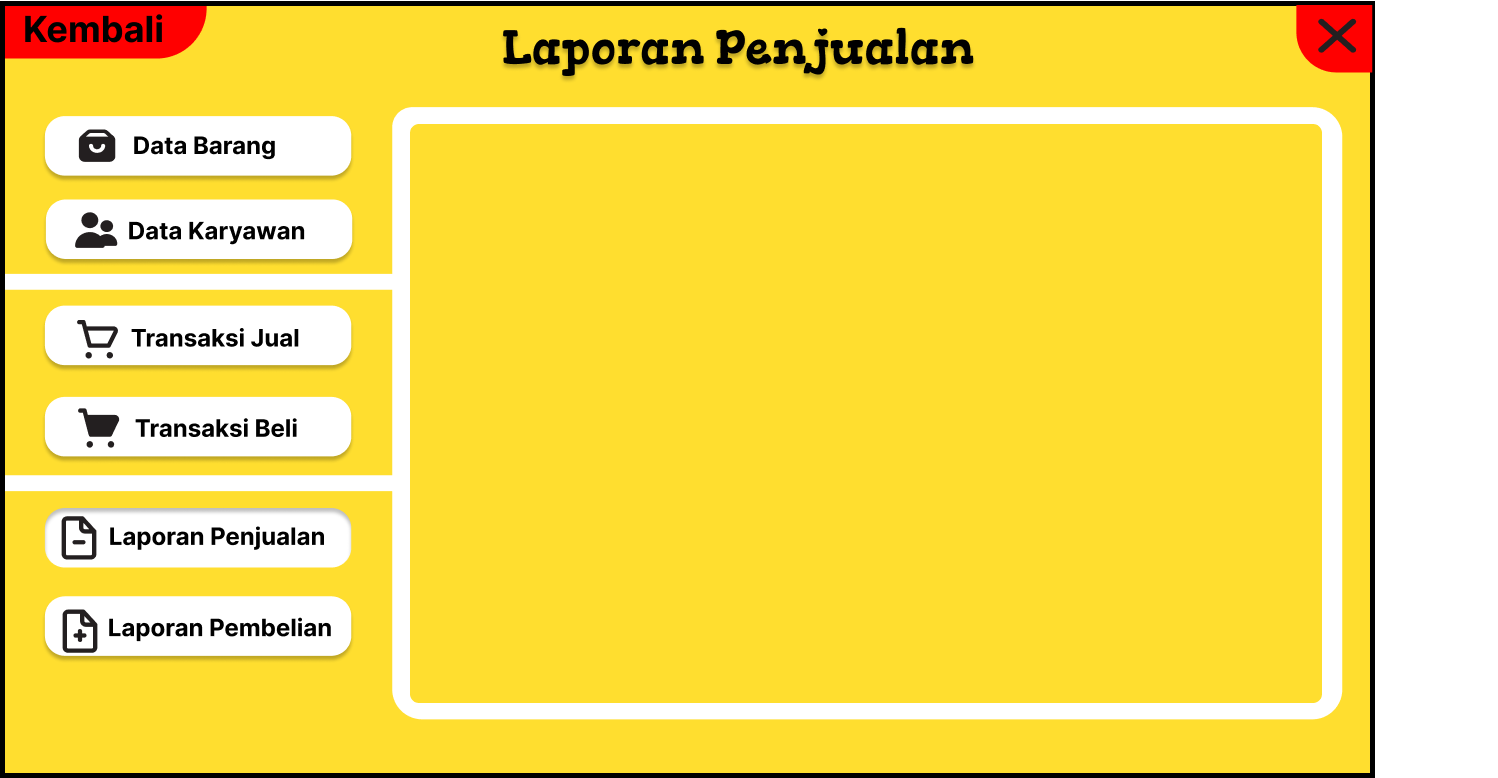 Kembali
Laporan Penjualan
Data Barang
Data Karyawan
Transaksi Jual
Transaksi Beli
Laporan Penjualan
Laporan Pembelian